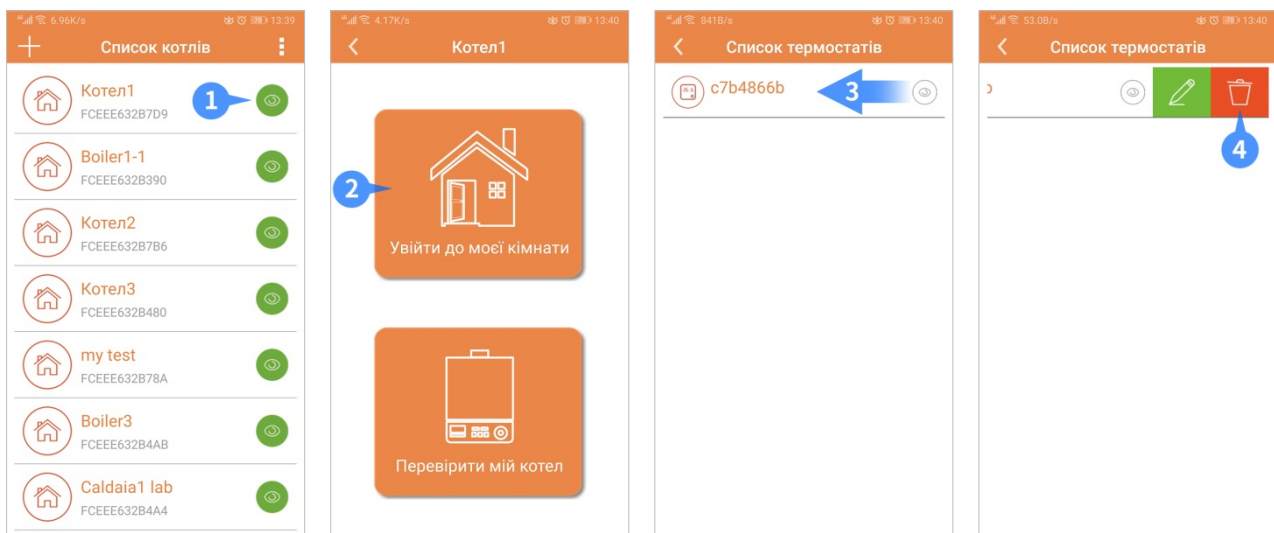 6.96K/s
13:39
Список котлів
Котел1
FCEEE632B7D9
1
Boiler1-1
FCEEE632B390
Котел2
FCEEE632B7B6
Котел3
FCEEE632B480
my test
FCEEE632B78A
Boiler3
FCEEE632B4AB
Caldaia1 lab
FCEEE632B4A4
4.17K/s
13:40
Котел1
2
Увійти до моєї кімнати
Перевірити мій котел
841B/s
13:40
Список термостатів
c7b4866b
3
53.0B/s
13:40
Список термостатів
4